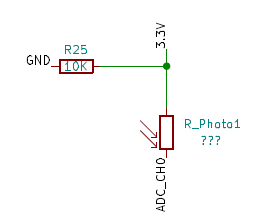 3.3V
R25
GND
10K
R_Photo1
???
ADC_CH0